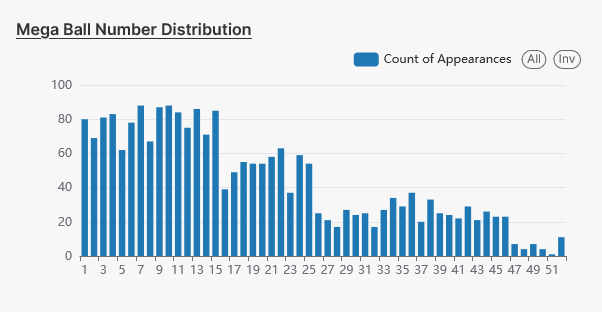 Mega Ball Number Distribution
Count of Appearances All Inv
100
80
60
40
20
0
1 3 5 7 9 11 13 15 17 19 21 23 25 27 29 31 33 35 37 39 41 43 45 47 49 51